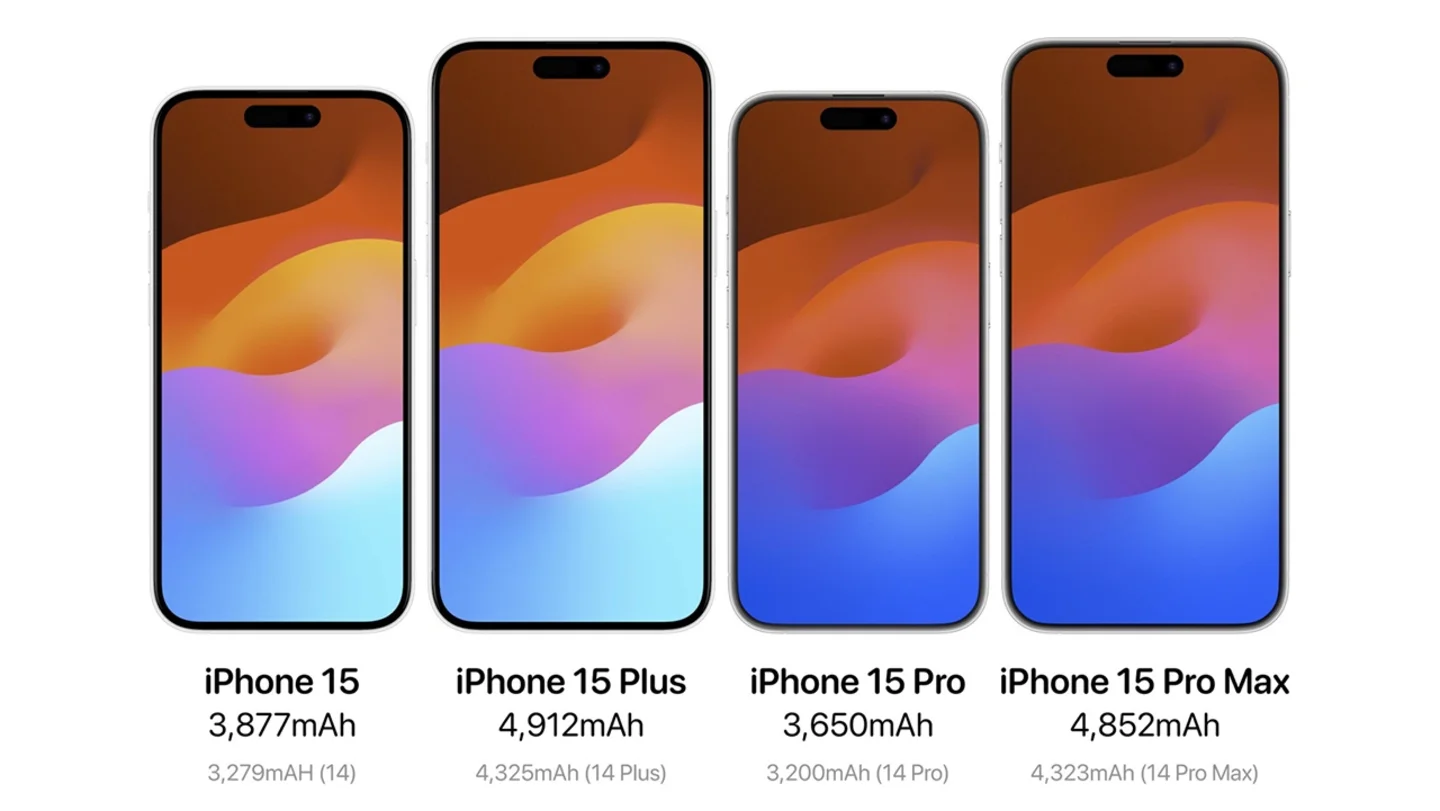 iPhone 15
3,877mAh
3,279mAH (14)
iPhone 15 Plus
4,912mAh
4,325mAh (14 Plus)
iPhone 15 Pro
3,650mAh
3,200mAh (14 Pro)
iPhone 15 Pro Max
4,852mAh
4,323mAh (14 Pro Max)